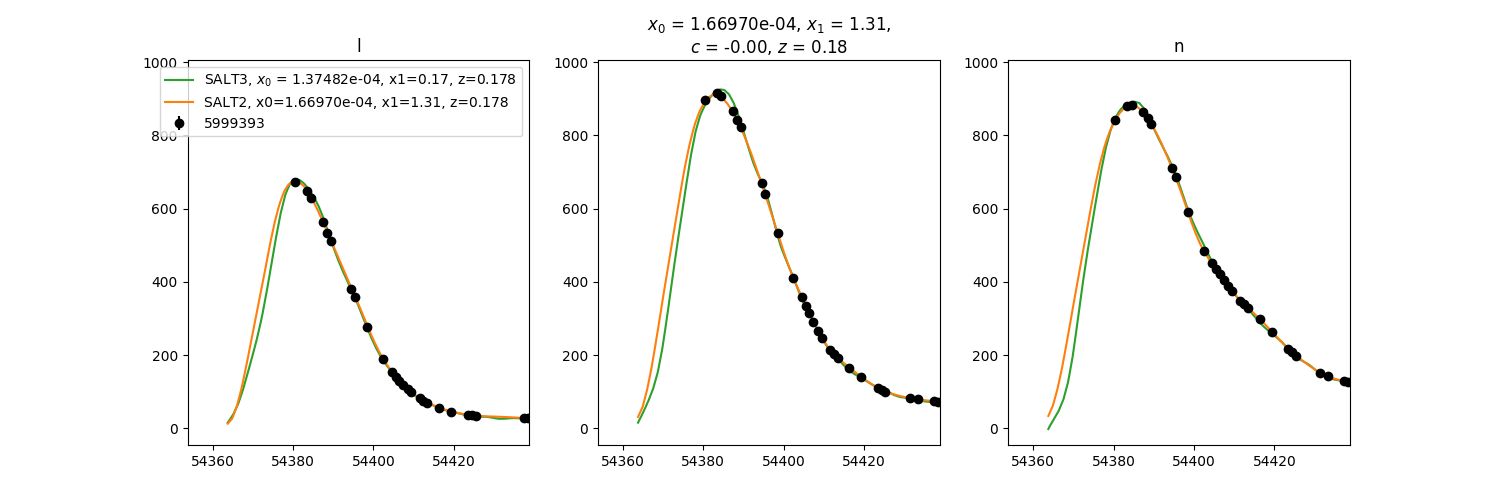 x₀ = 1.66970e-04, x₁ = 1.31,
l
c = -0.00, z = 0.18
n
SALT3, x₀ = 1.37482e-04, x1=0.17, z=0.178
SALT2, x0=1.66970e-04, x1=1.31, z=0.178
5999393
1000
800
600
400
200
0
54360 54380 54400 54420
1000
800
600
400
200
0
54360 54380 54400 54420
1000
800
600
400
200
0
54360 54380 54400 54420